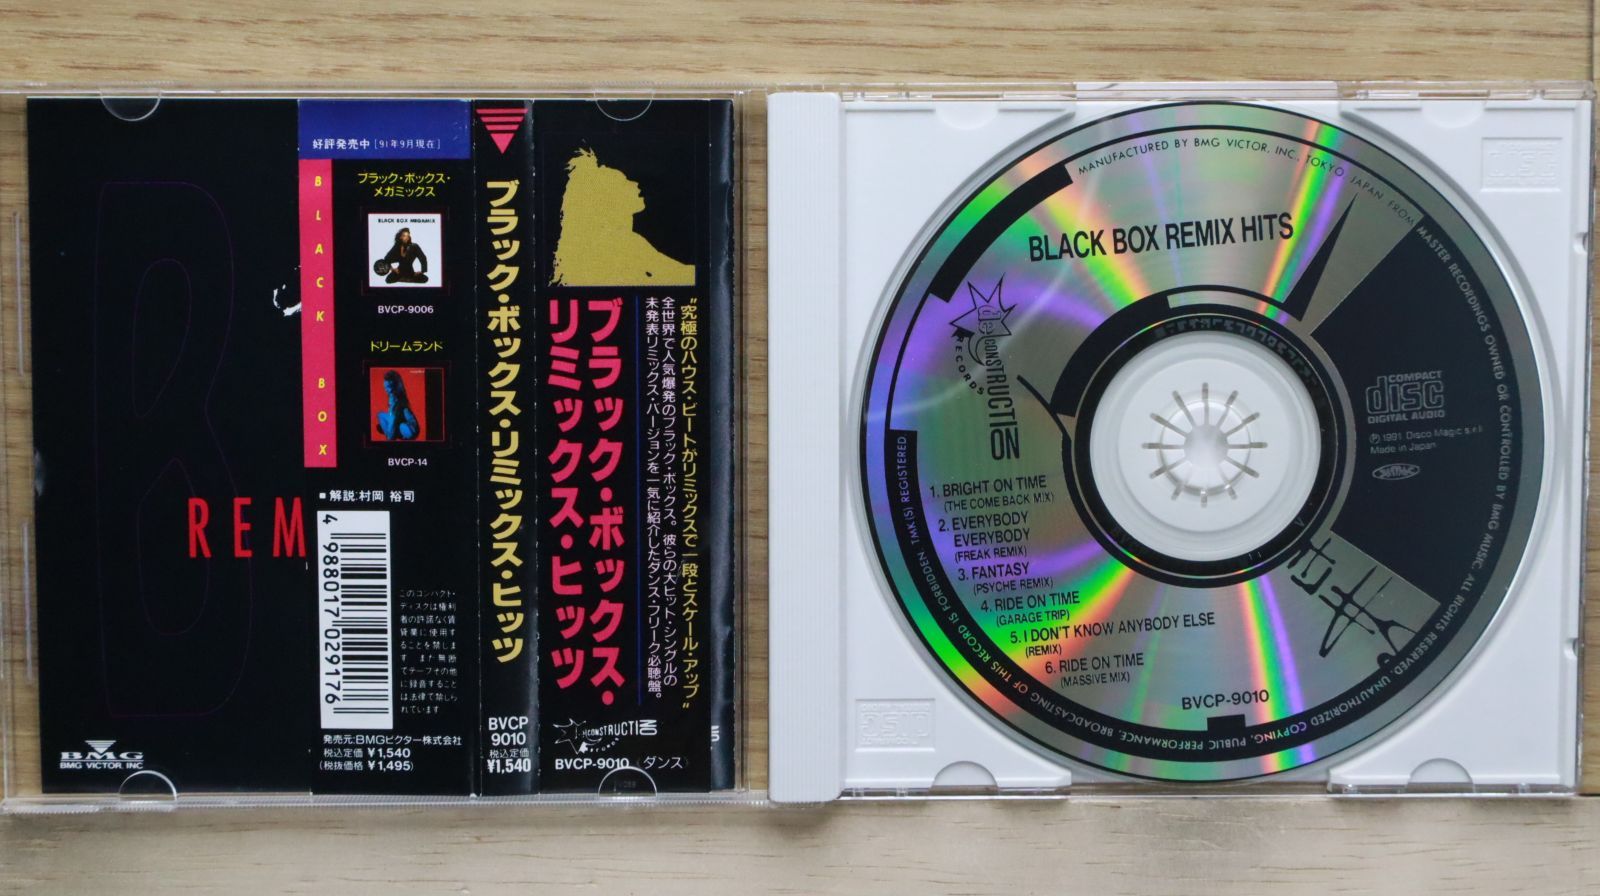 REM
BMG
BMG VICTOR, INC
好評発売中 [91年9月現在]
BLACK BOX
ブラック・ボックス・
メガミックス
BLACK BOX MEGAMIX
BVCP-9006
ドリームランド
BVCP-14
■ 解説:村岡 裕司
4 988017 029176
このコンパクト・
ディスクは権利
者の許諾なく賃
貸業に使用す
ることを禁じま
す また無断
でテープその他
に録音すること
は法律で禁じら
れています
発売元:BMGビクター株式会社
税込定価 ¥1,540
(税抜価格 ¥1,495)
ブラック・ボックス・リミックス・ヒッツ
BVCP
9010
税込定価
¥1,540
"究極のハウス・ビートがリミックスで一段とスケール・アップ"
全世界で人気爆発のブラック・ボックス。彼らの大ヒット・シングルの
未発表リミックス・バージョンを一気に紹介したダンス・フリーク必聴盤。
ブラック・ボックス・
リミックス・ヒッツ
deCONSTRUCTION
RECORDS
BVCP-9010 《ダンス》
MANUFACTURED BY BMG VICTOR, INC., TOKYO, JAPAN FROM MASTER RECORDINGS OWNED OR CONTROLLED BY BMG MUSIC. ALL RIGHTS RESERVED. UNAUTHORIZED COPYING, PUBLIC PERFORMANCE, BROADCASTING OF THIS RECORD IS FORBIDDEN. TMK(S) REGISTERED
BLACK BOX REMIX HITS
deCONSTRUCTION
RECORDS
COMPACT
disc
DIGITAL AUDIO
Ⓟ 1991 Disco Magic s.r.l
Made in Japan
1. BRIGHT ON TIME
(THE COME BACK MIX)
2. EVERYBODY
EVERYBODY
(FREAK REMIX)
3. FANTASY
(PSYCHE REMIX)
4. RIDE ON TIME
(GARAGE TRIP)
5. I DON'T KNOW ANYBODY ELSE
(REMIX)
6. RIDE ON TIME
(MASSIVE MIX)
BVCP-9010